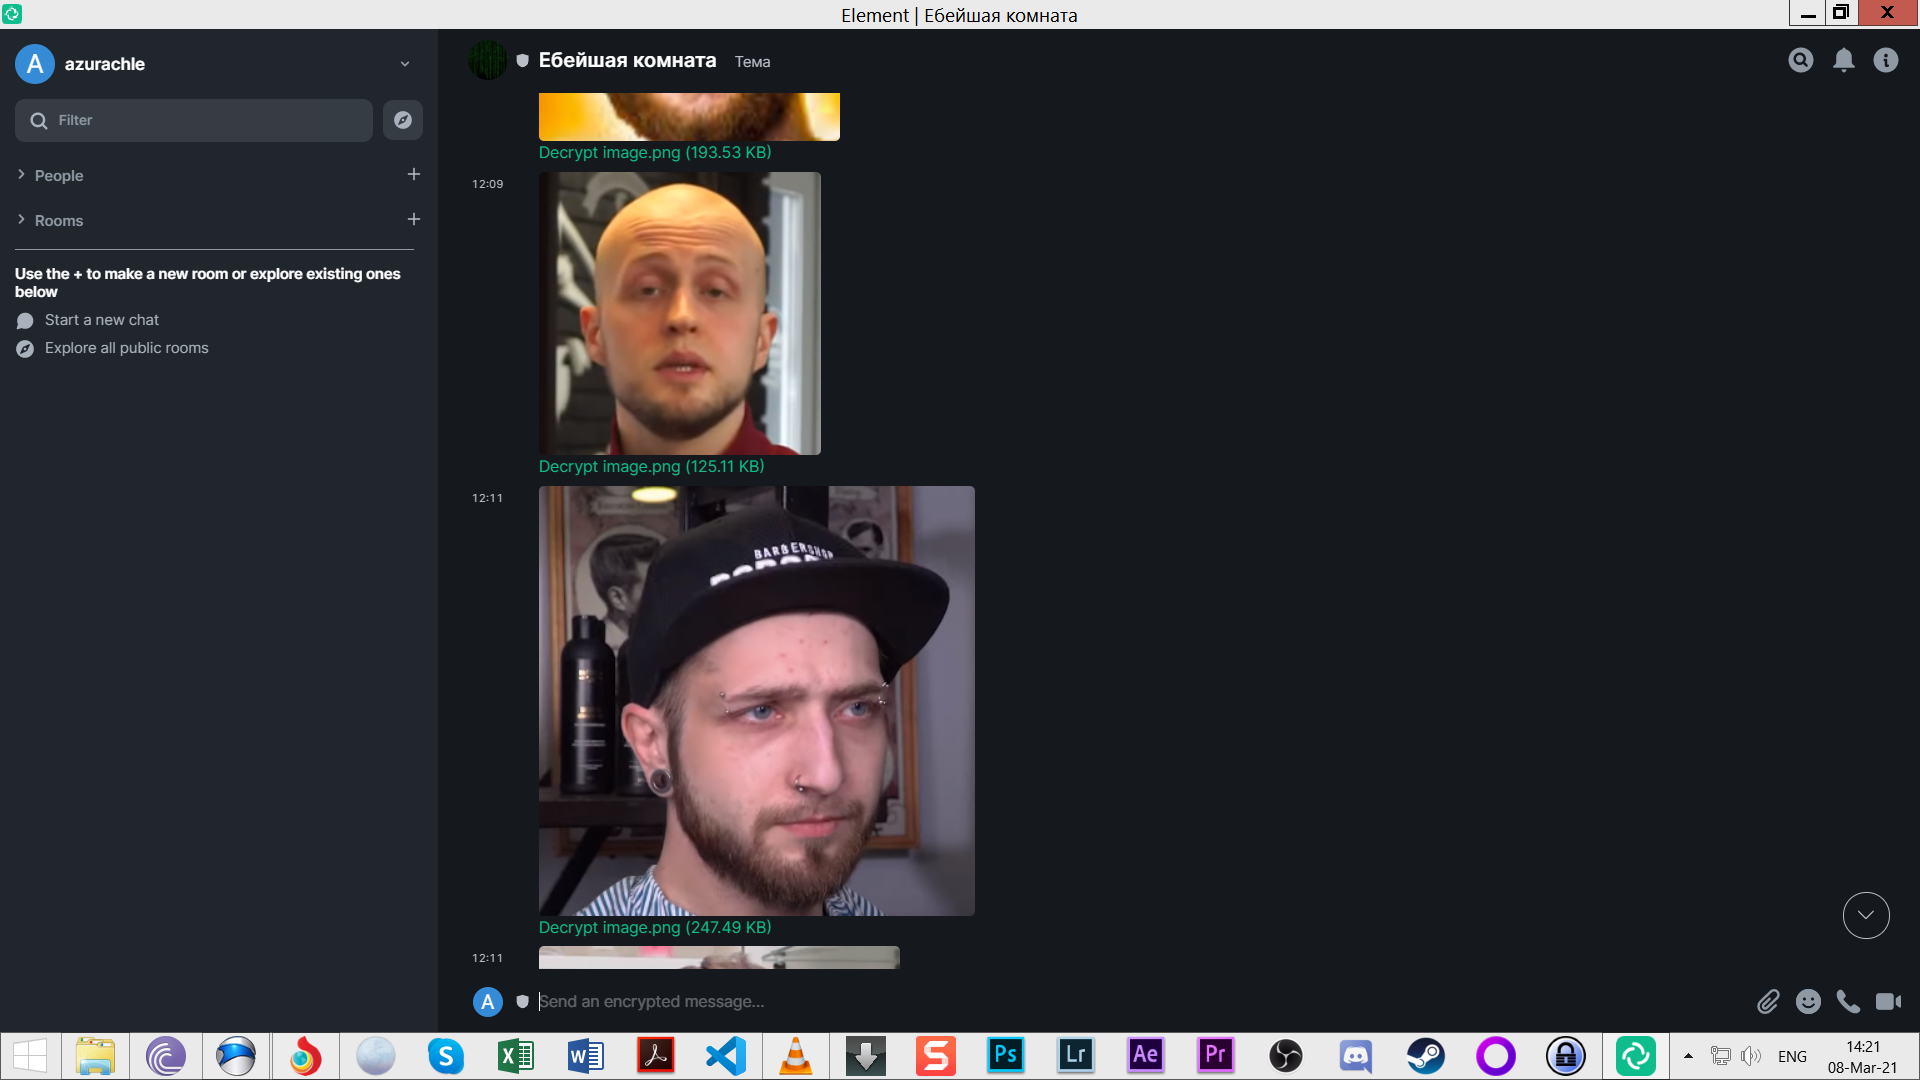 Element | Ебейшая комната
A
azurachle
Filter
People
Rooms
Use the + to make a new room or explore existing ones
below
Start a new chat
Explore all public rooms
Ебейшая комната Тема
Decrypt image.png (193.53 KB)
12:09
Decrypt image.png (125.11 KB)
12:11
BARBERSHOP
Decrypt image.png (247.49 KB)
12:11
A
Send an encrypted message...
S
S
Ps
Lr
Ae
Pr
ENG
14:21
08-Mar-21